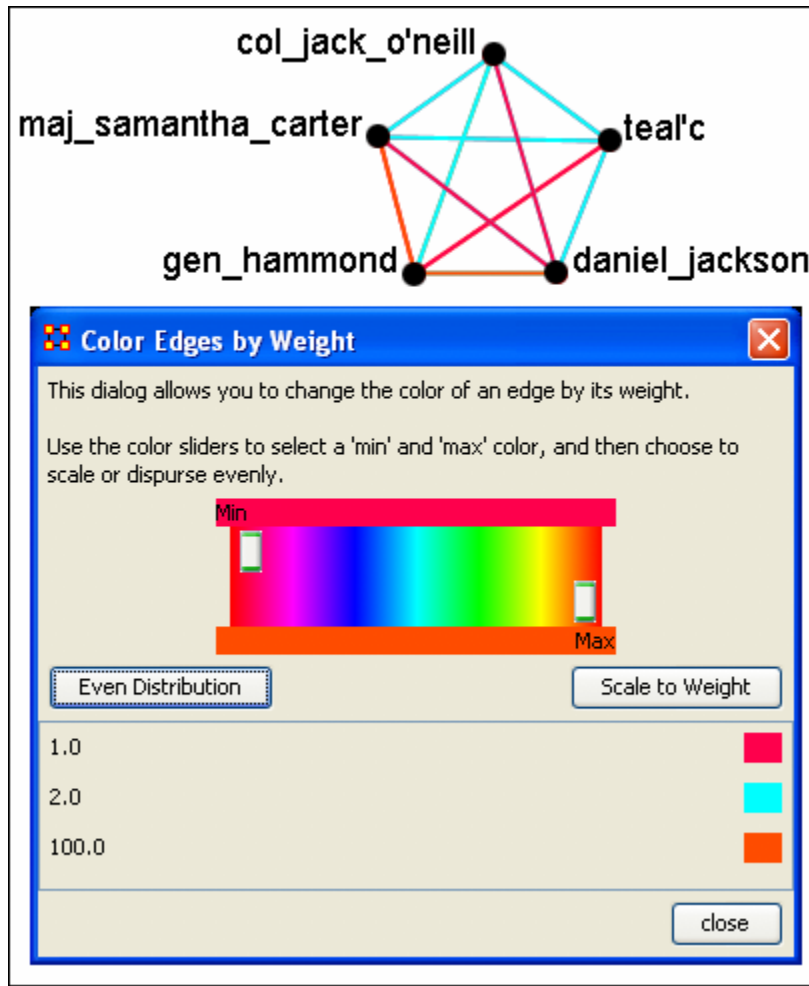 col_jack_o'neill
maj_samantha_carter
teal'c
gen_hammond
daniel_jackson
Color Edges by Weight
This dialog allows you to change the color of an edge by its weight.
Use the color sliders to select a 'min' and 'max' color, and then choose to
scale or dispurse evenly.
Min
Max
Even Distribution
Scale to Weight
1.0
2.0
100.0
close